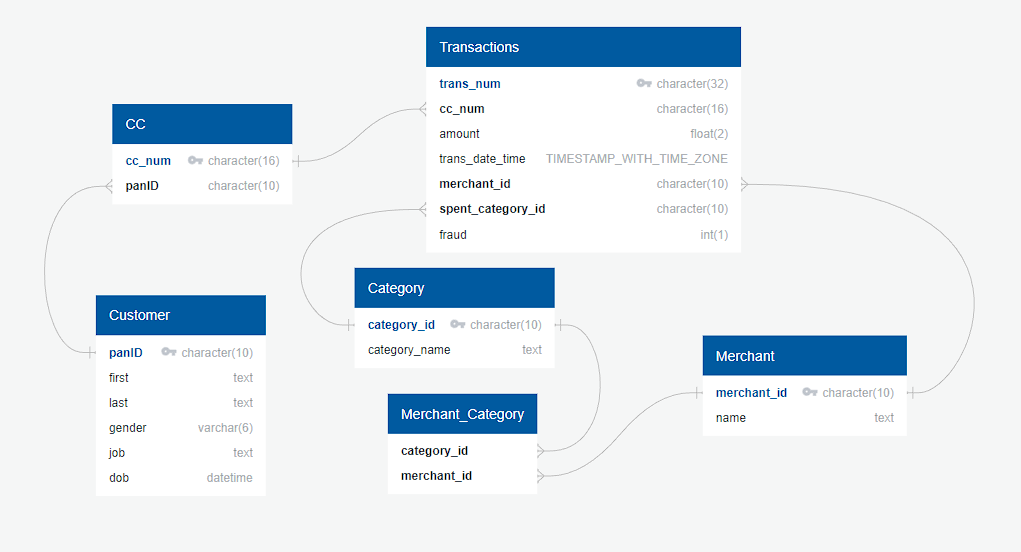 Transactions
trans_num character(32)
cc_num character(16)
amount float(2)
trans_date_time TIMESTAMP_WITH_TIME_ZONE
merchant_id character(10)
spent_category_id character(10)
fraud int(1)
CC
cc_num character(16)
panID character(10)
Customer
panID character(10)
first text
last text
gender varchar(6)
job text
dob datetime
Category
category_id character(10)
category_name text
Merchant_Category
category_id
merchant_id
Merchant
merchant_id character(10)
name text